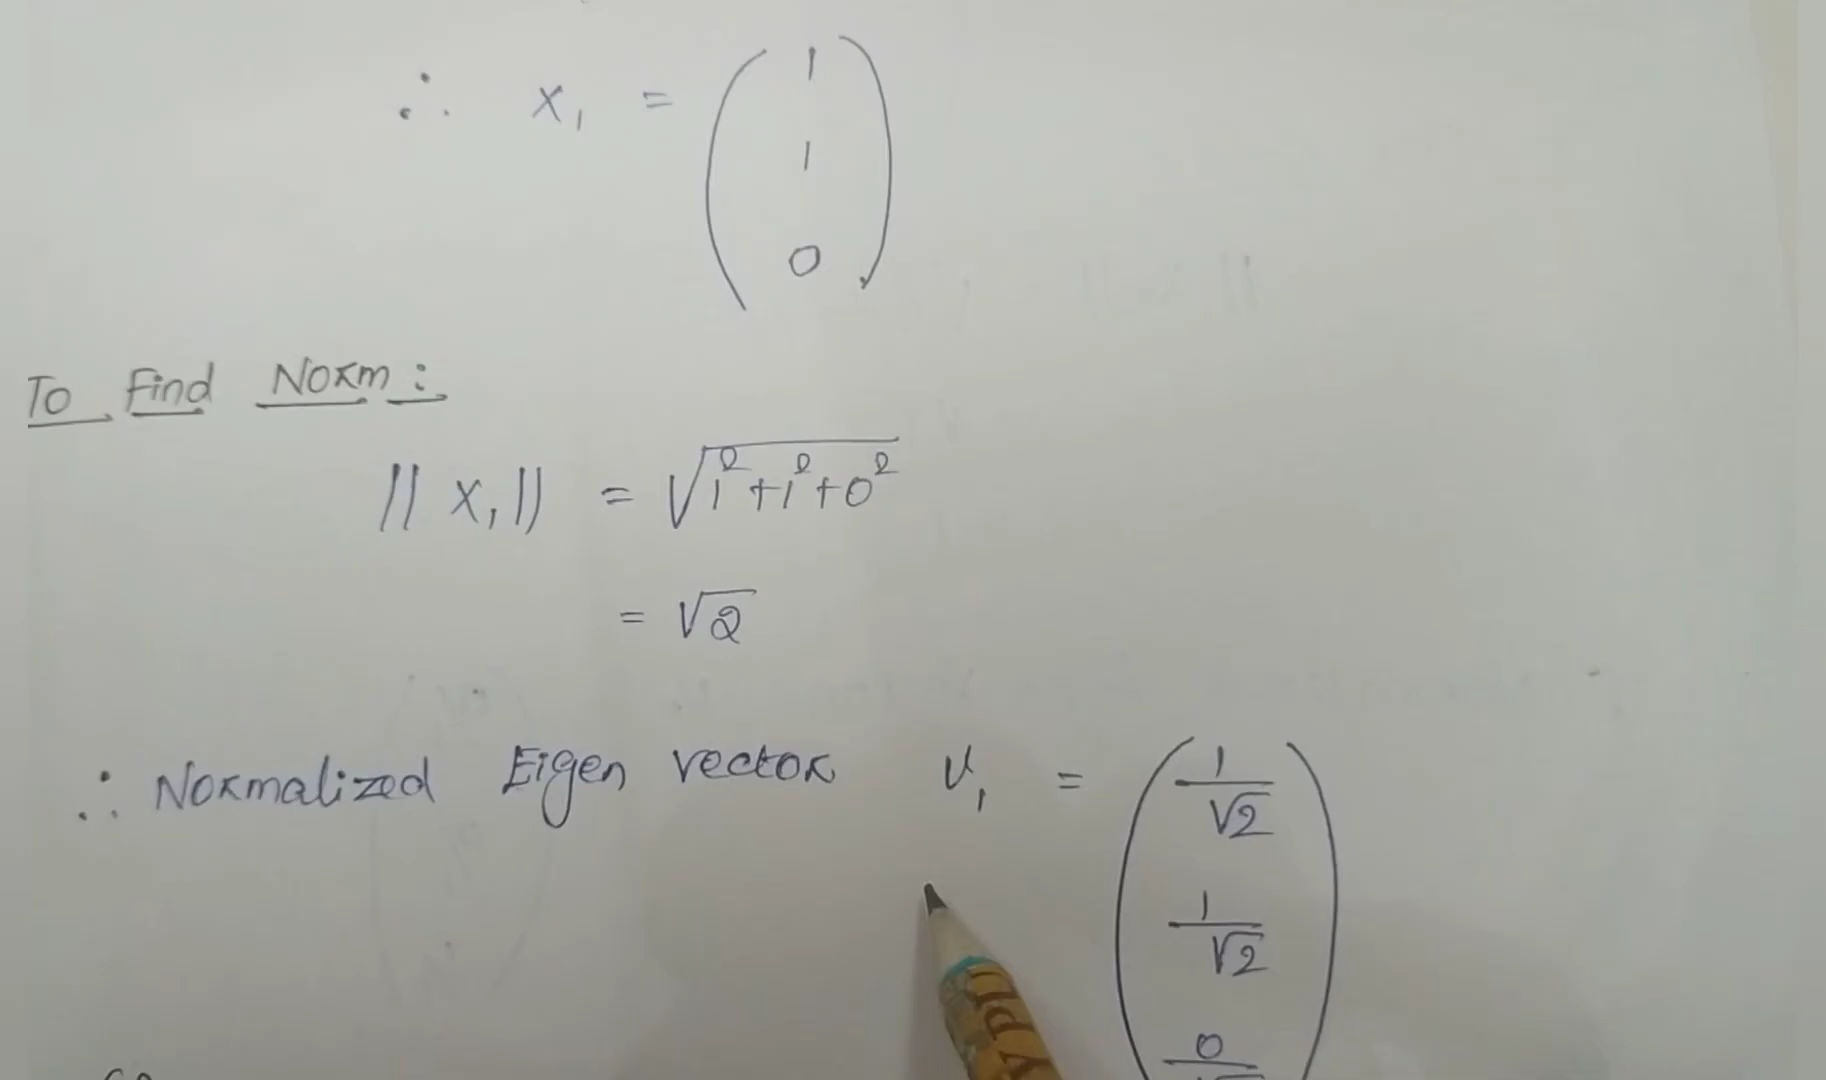 ∴ x₁ = ( 1
1
0 )
To Find Norm :
|| x₁ || = √(1²+1²+0²)
= √2
∴ Normalized Eigen vector v₁ = ( 1/√2
1/√2
0/√2 )